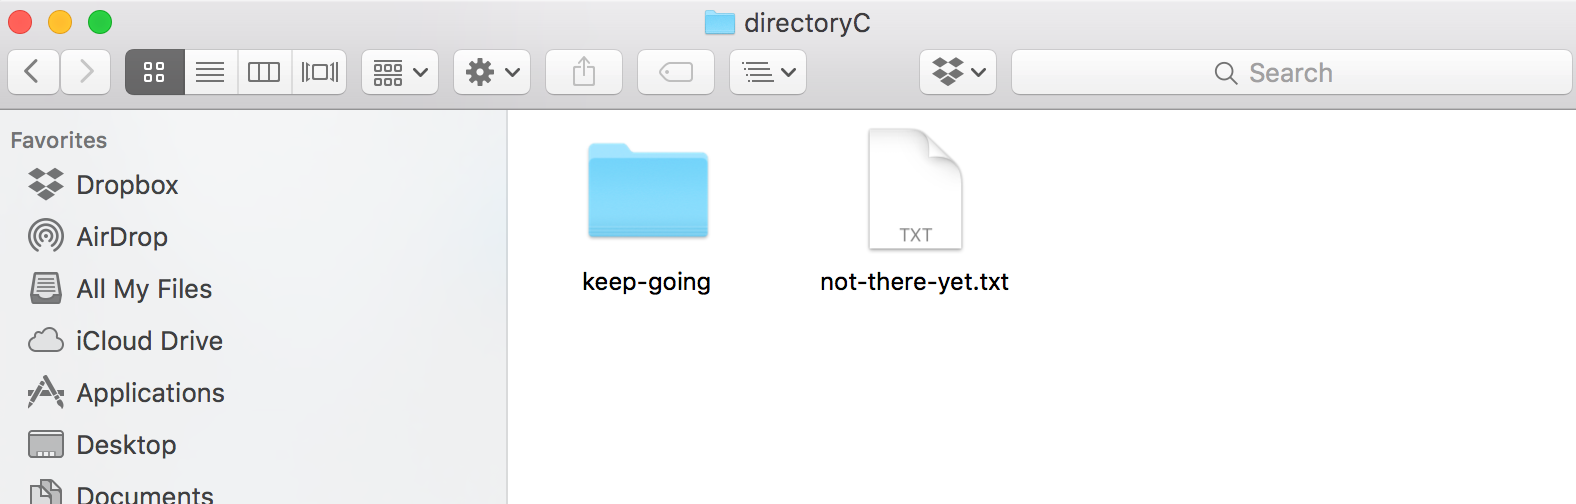 directoryC
Search
Favorites
Dropbox
AirDrop
All My Files
iCloud Drive
Applications
Desktop
Documents
TXT
keep-going
not-there-yet.txt